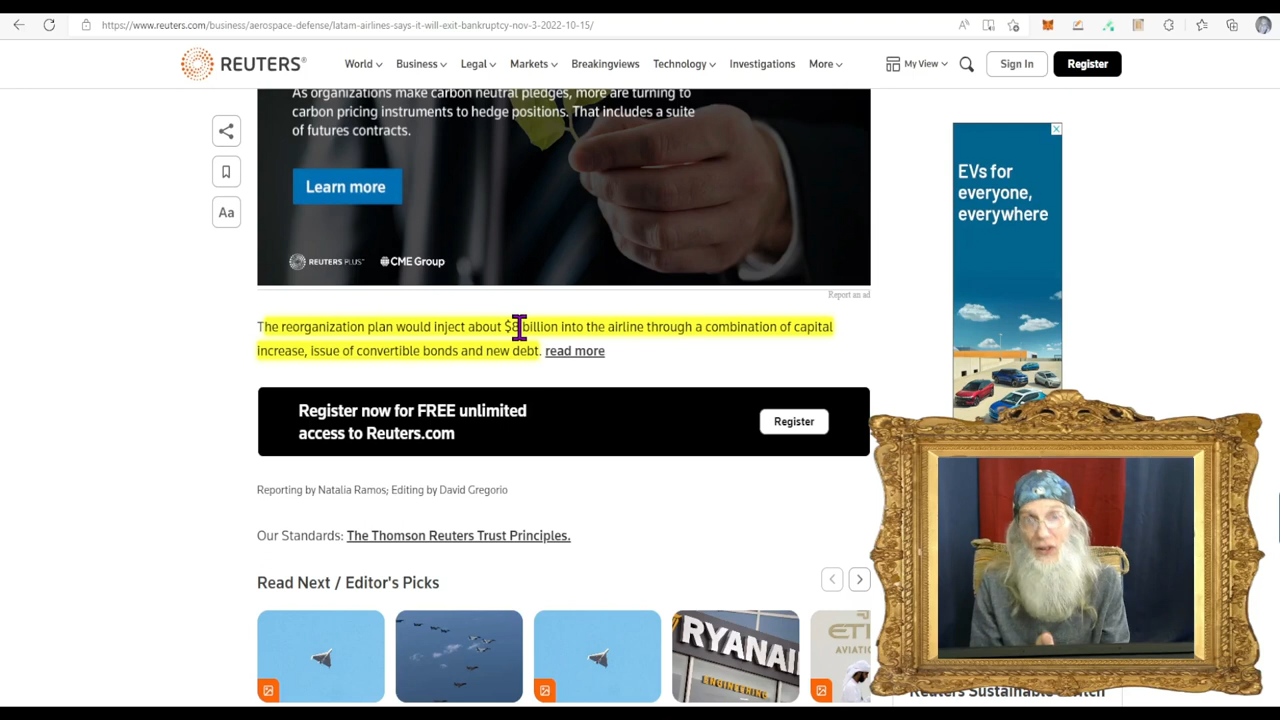 https://www.reuters.com/business/aerospace-defense/latam-airlines-says-it-will-exit-bankruptcy-nov-3-2022-10-15/
REUTERS
World
Business
Legal
Markets
Breakingviews
Technology
Investigations
More
My View
Sign In
Register
As organizations make carbon neutral pledges, more are turning to
carbon pricing instruments to hedge positions. That includes a suite
of futures contracts.
Learn more
REUTERS PLUS
CME Group
Report an ad
Aa
EVs for
everyone,
everywhere
The reorganization plan would inject about $8 billion into the airline through a combination of capital
increase, issue of convertible bonds and new debt. read more
Register now for FREE unlimited
access to Reuters.com
Register
Reporting by Natalia Ramos; Editing by David Gregorio
Our Standards: The Thomson Reuters Trust Principles.
Read Next / Editor's Picks
RYANAI
ENGINEERING
ETI
AVIATIO
Reuters Sustainable